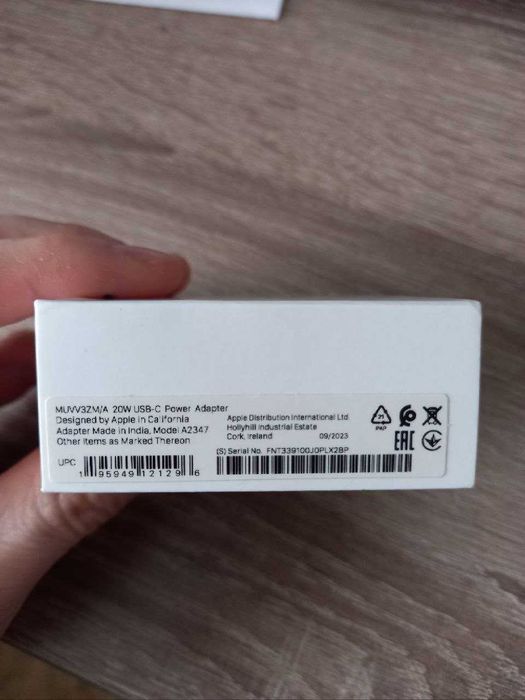 MUVV3ZM/A 20W USB-C Power Adapter
Designed by Apple in California
Adapter Made in India, Model A2347
Other Items as Marked Thereon
Apple Distribution International Ltd
Hollyhill Industrial Estate
Cork, Ireland 09/2023
21
PAP
EAC
(S) Serial No. FNT339100J0PLX2BP
UPC
1 95949 12129 6